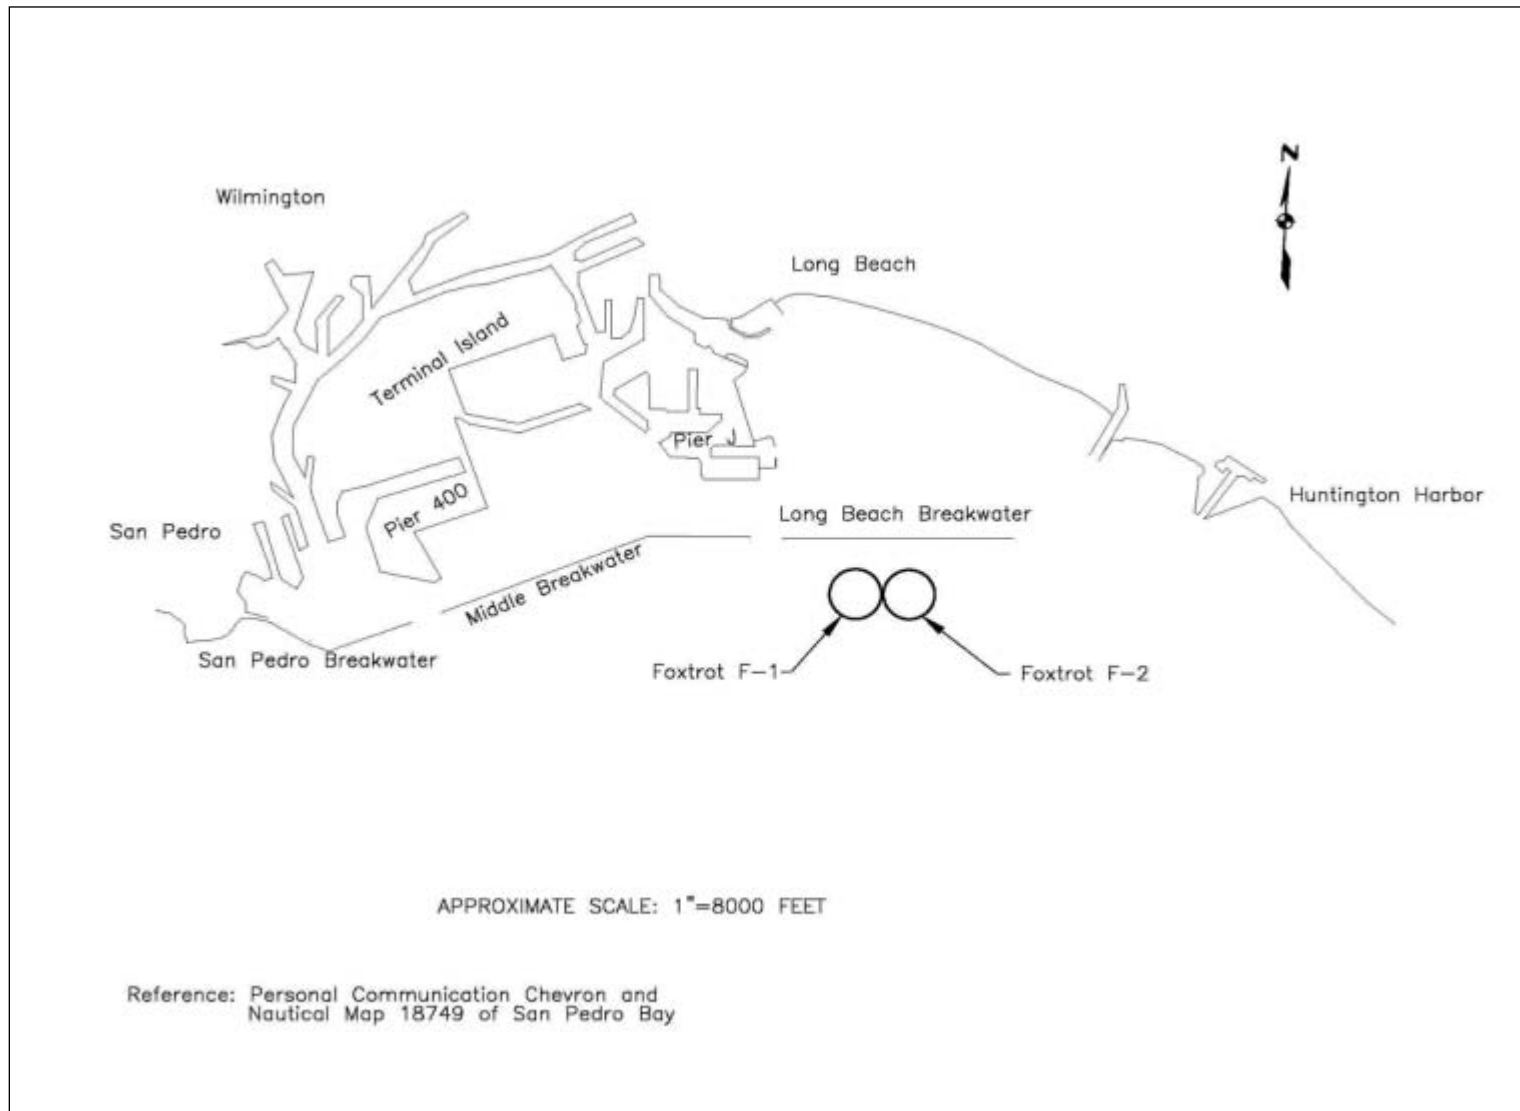 N
Wilmington
Long Beach
Terminal Island
Pier J
Pier 400
Huntington Harbor
San Pedro
Long Beach Breakwater
Middle Breakwater
San Pedro Breakwater
Foxtrot F-1
Foxtrot F-2
APPROXIMATE SCALE: 1"=8000 FEET
Reference: Personal Communication Chevron and
Nautical Map 18749 of San Pedro Bay